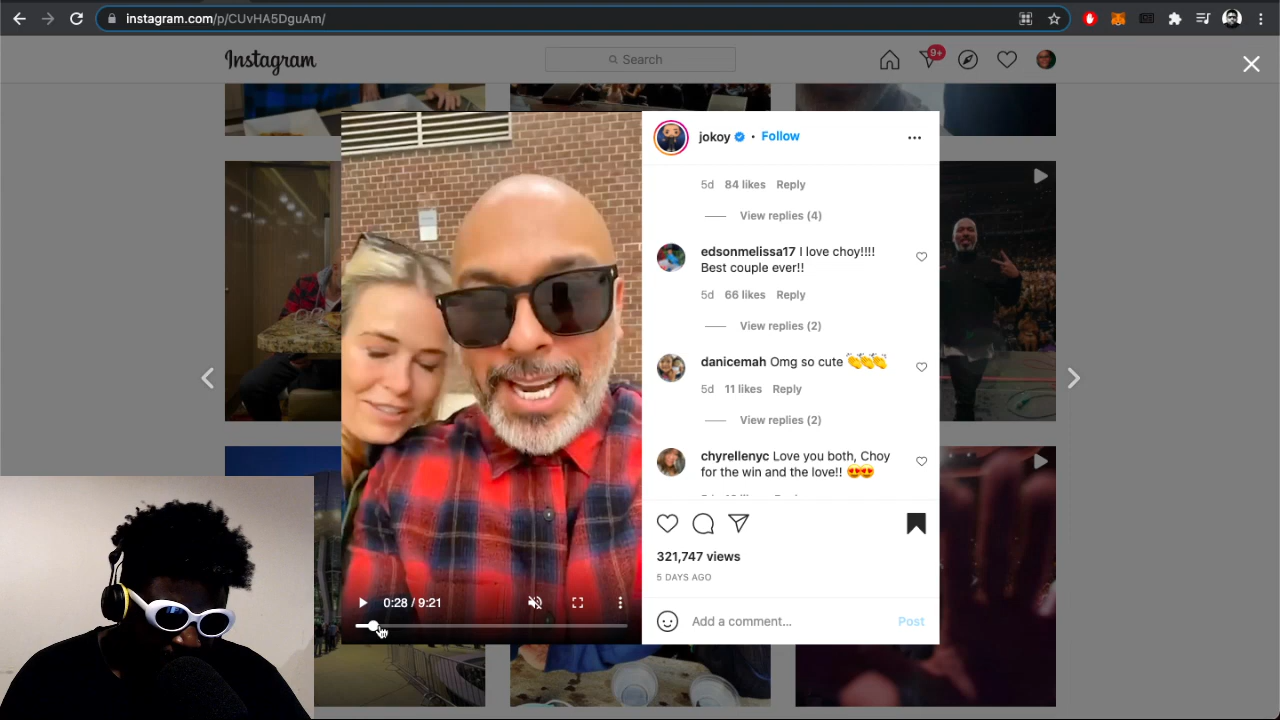 instagram.com/p/CUvHA5DguAm/
Instagram
Search
9+
jokoy • Follow
5d 84 likes Reply
View replies (4)
edsonmelissa17 I love choy!!!!
Best couple ever!!
5d 66 likes Reply
View replies (2)
danicemah Omg so cute 👏👏👏
5d 11 likes Reply
View replies (2)
chyrellenyc Love you both, Choy
for the win and the love!! 😍😍
321,747 views
5 DAYS AGO
0:28 / 9:21
Add a comment...
Post